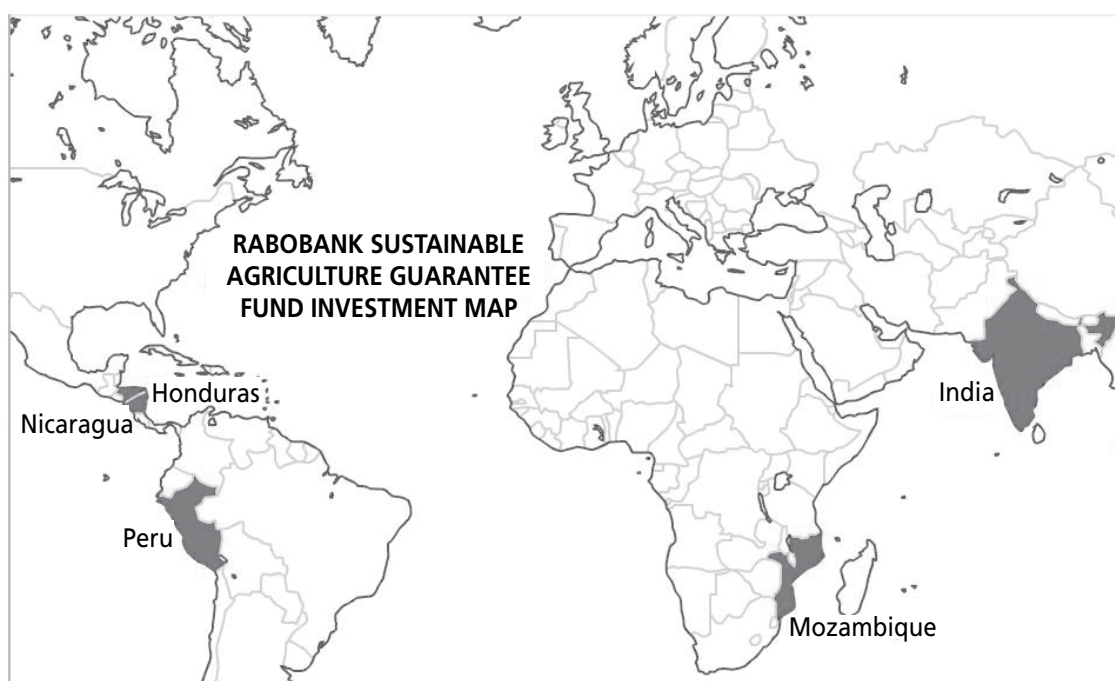 RABOBANK SUSTAINABLE
AGRICULTURE GUARANTEE
FUND INVESTMENT MAP
Honduras
Nicaragua
India
Peru
Mozambique